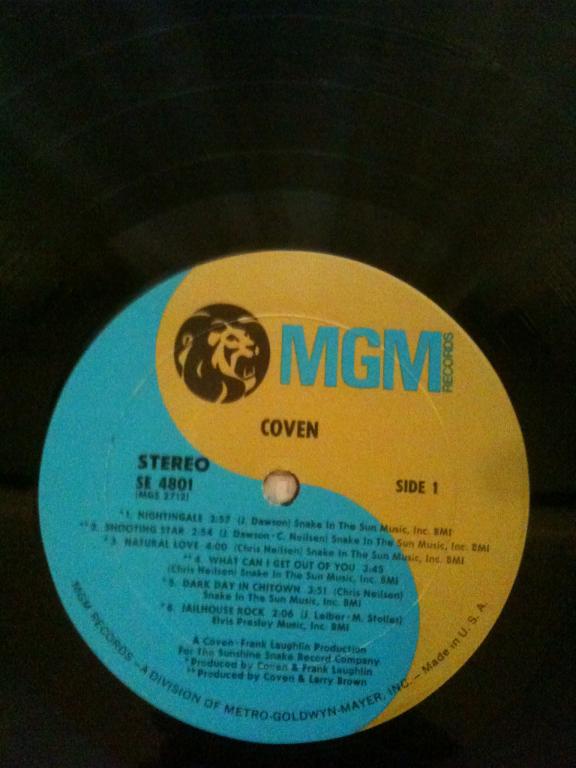 MGM
RECORDS
COVEN
STEREO
SE 4801
(MGS 2712)
SIDE 1
*1. NIGHTINGALE 2:57 (J. Dawson) Snake In The Sun Music, Inc. BMI
**2. SHOOTING STAR 2:54 (J. Dawson-C. Neilsen) Snake In The Sun Music, Inc. BMI
*3. NATURAL LOVE 4:00 (Chris Neilsen) Snake In The Sun Music, Inc. BMI
**4. WHAT CAN I GET OUT OF YOU 3:45
(Chris Neilsen) Snake In The Sun Music, Inc. BMI
*5. DARK DAY IN CHITOWN 3:51 (Chris Neilsen)
Snake In The Sun Music, Inc. BMI
*6. JAILHOUSE ROCK 2:06 (J. Leiber-M. Stoller)
Elvis Presley Music, Inc. BMI
A Coven-Frank Laughlin Production
For The Sunshine Snake Record Company
*Produced by Coven & Frank Laughlin
**Produced by Coven & Larry Brown
MGM RECORDS – A DIVISION OF METRO-GOLDWYN-MAYER, INC. – Made in U. S. A.